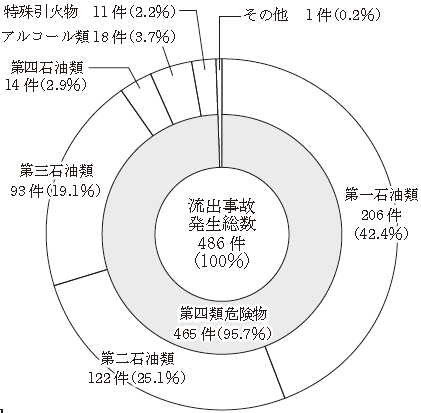 特殊引火物 11件(2.2%)
その他 1件(0.2%)
アルコール類18件(3.7%)
第四石油類
14件(2.9%)
第三石油類
93件(19.1%)
第一石油類
206件
(42.4%)
流出事故
発生総数
486件
(100%)
第四類危険物
465件(95.7%)
第二石油類
122件(25.1%)